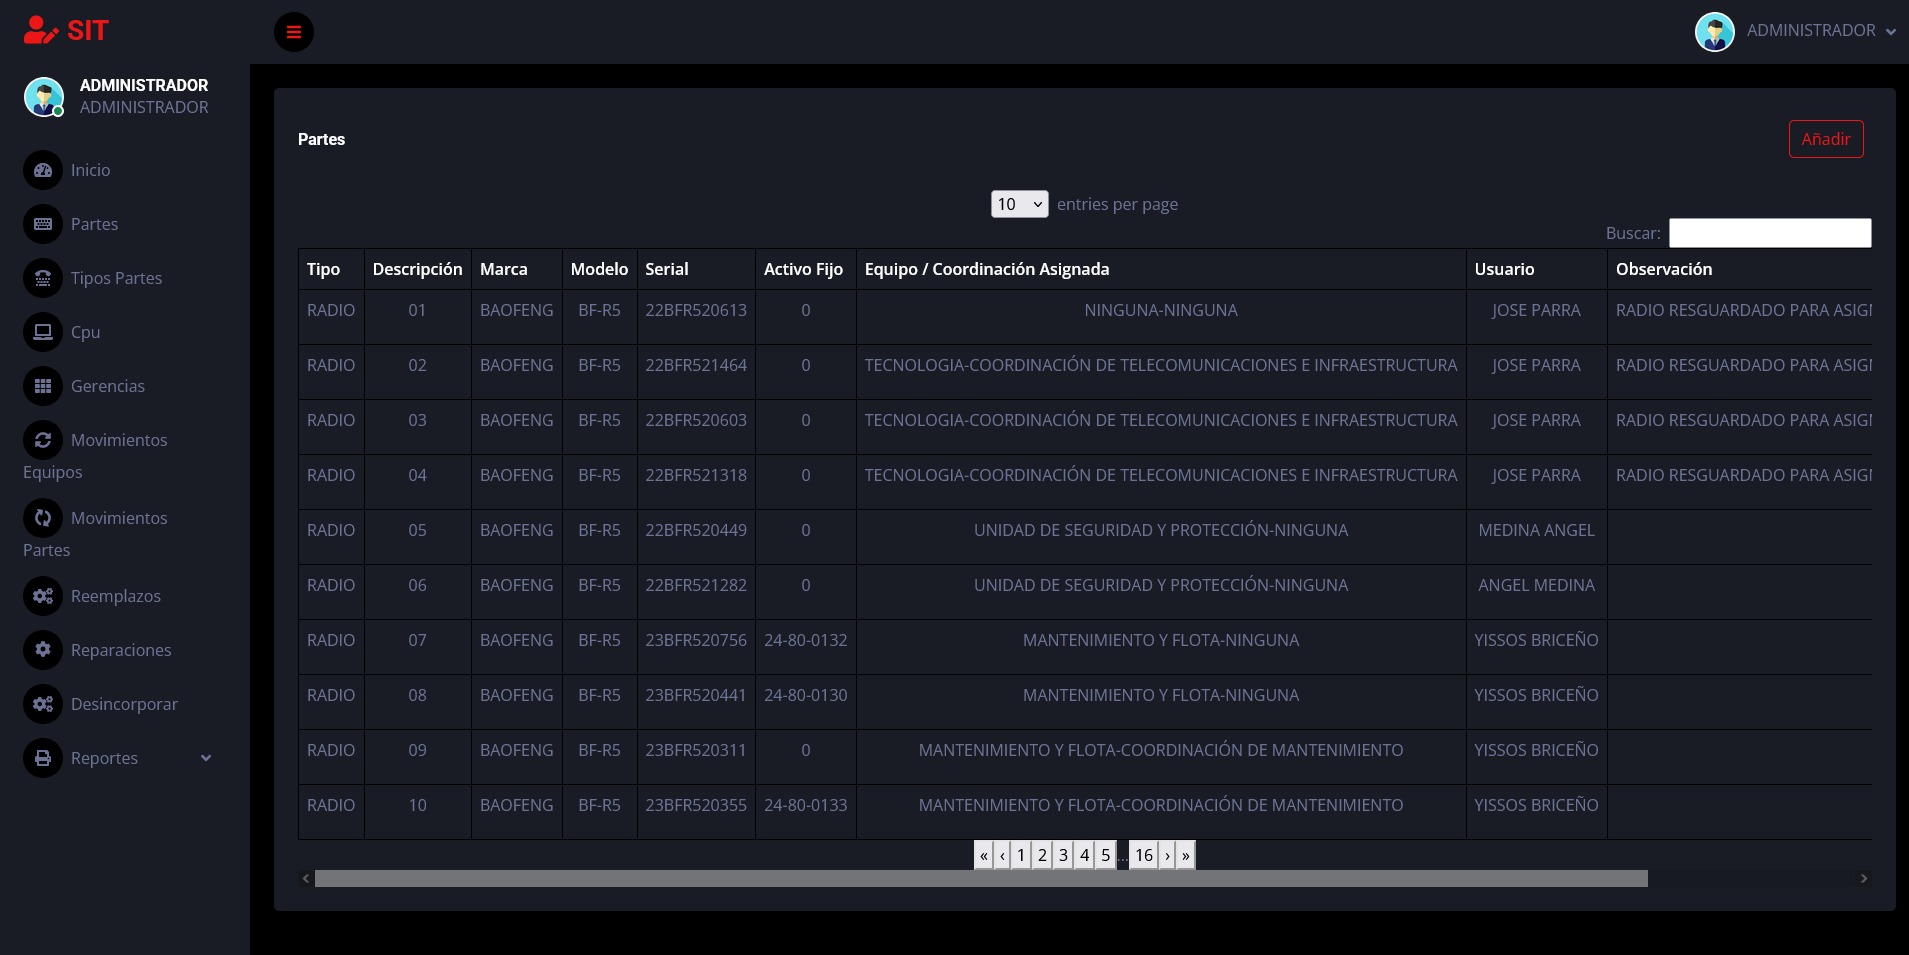 SIT
ADMINISTRADOR
ADMINISTRADOR
ADMINISTRADOR
Inicio
Partes
Tipos Partes
Cpu
Gerencias
Movimientos
Equipos
Movimientos
Partes
Reemplazos
Reparaciones
Desincorporar
Reportes
Partes
Añadir
10 entries per page
Buscar:
Tipo Descripción Marca Modelo Serial Activo Fijo Equipo / Coordinación Asignada Usuario Observación
RADIO 01 BAOFENG BF-R5 22BFR520613 0 NINGUNA-NINGUNA JOSE PARRA RADIO RESGUARDADO PARA
RADIO 02 BAOFENG BF-R5 22BFR521464 0 TECNOLOGIA-COORDINACIÓN DE TELECOMUNICACIONES E INFRAESTRUCTURA JOSE PARRA RADIO RESGUARDADO PARA
RADIO 03 BAOFENG BF-R5 22BFR520603 0 TECNOLOGIA-COORDINACIÓN DE TELECOMUNICACIONES E INFRAESTRUCTURA JOSE PARRA RADIO RESGUARDADO PARA
RADIO 04 BAOFENG BF-R5 22BFR521318 0 TECNOLOGIA-COORDINACIÓN DE TELECOMUNICACIONES E INFRAESTRUCTURA JOSE PARRA RADIO RESGUARDADO PARA
RADIO 05 BAOFENG BF-R5 22BFR520449 0 UNIDAD DE SEGURIDAD Y PROTECCIÓN-NINGUNA MEDINA ANGEL
RADIO 06 BAOFENG BF-R5 22BFR521282 0 UNIDAD DE SEGURIDAD Y PROTECCIÓN-NINGUNA ANGEL MEDINA
RADIO 07 BAOFENG BF-R5 23BFR520756 24-80-0132 MANTENIMIENTO Y FLOTA-NINGUNA YISSOS BRICEÑO
RADIO 08 BAOFENG BF-R5 23BFR520441 24-80-0130 MANTENIMIENTO Y FLOTA-NINGUNA YISSOS BRICEÑO
RADIO 09 BAOFENG BF-R5 23BFR520311 0 MANTENIMIENTO Y FLOTA-COORDINACIÓN DE MANTENIMIENTO YISSOS BRICEÑO
RADIO 10 BAOFENG BF-R5 23BFR520355 24-80-0133 MANTENIMIENTO Y FLOTA-COORDINACIÓN DE MANTENIMIENTO YISSOS BRICEÑO
« ‹ 1 2 3 4 5 ... 16 › »